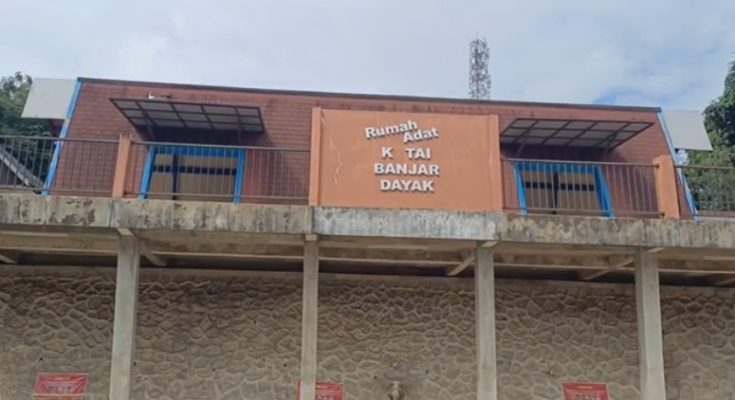 Rumah
Adat
K TAI
BANJAR
DAYAK